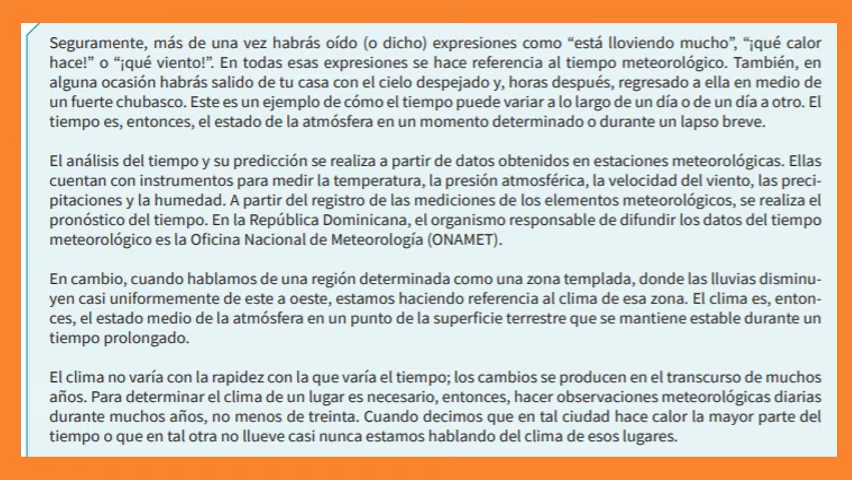 Seguramente, más de una vez habrás oído (o dicho) expresiones como “está lloviendo mucho”, “¡qué calor
hace!” o “¡qué viento!”. En todas esas expresiones se hace referencia al tiempo meteorológico. También, en
alguna ocasión habrás salido de tu casa con el cielo despejado y, horas después, regresado a ella en medio de
un fuerte chubasco. Este es un ejemplo de cómo el tiempo puede variar a lo largo de un día o de un día a otro. El
tiempo es, entonces, el estado de la atmósfera en un momento determinado o durante un lapso breve.
El análisis del tiempo y su predicción se realiza a partir de datos obtenidos en estaciones meteorológicas. Ellas
cuentan con instrumentos para medir la temperatura, la presión atmosférica, la velocidad del viento, las preci-
pitaciones y la humedad. A partir del registro de las mediciones de los elementos meteorológicos, se realiza el
pronóstico del tiempo. En la República Dominicana, el organismo responsable de difundir los datos del tiempo
meteorológico es la Oficina Nacional de Meteorología (ONAMET).
En cambio, cuando hablamos de una región determinada como una zona templada, donde las lluvias disminu-
yen casi uniformemente de este a oeste, estamos haciendo referencia al clima de esa zona. El clima es, enton-
ces, el estado medio de la atmósfera en un punto de la superficie terrestre que se mantiene estable durante un
tiempo prolongado.
El clima no varía con la rapidez con la que varía el tiempo; los cambios se producen en el transcurso de muchos
años. Para determinar el clima de un lugar es necesario, entonces, hacer observaciones meteorológicas diarias
durante muchos años, no menos de treinta. Cuando decimos que en tal ciudad hace calor la mayor parte del
tiempo o que en tal otra no llueve casi nunca estamos hablando del clima de esos lugares.